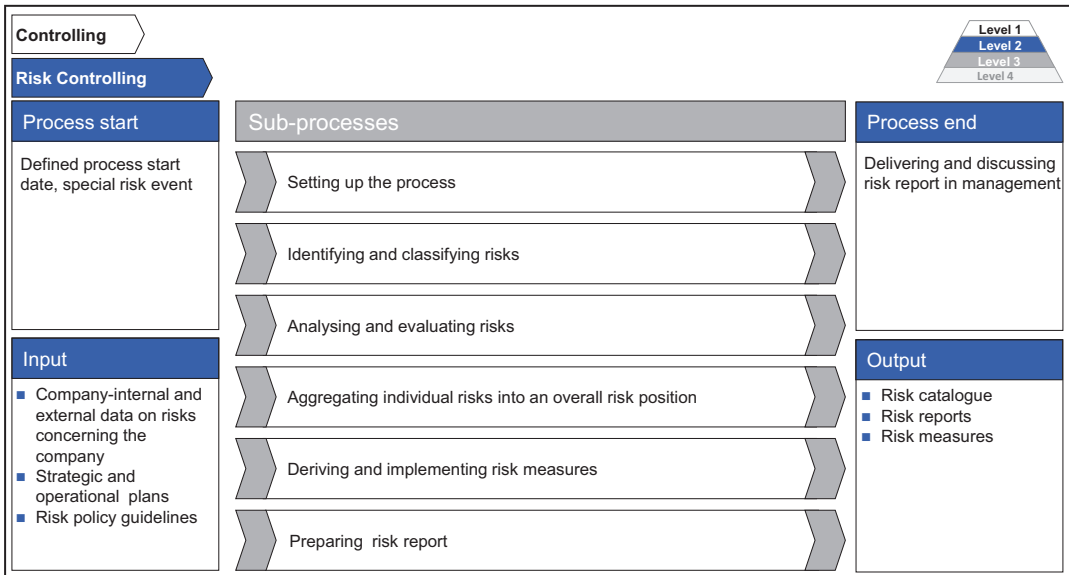 Controlling
Risk Controlling
Level 1
Level 2
Level 3
Level 4
Process start
Defined process start
date, special risk event
Input
Company-internal and
external data on risks
concerning the
company
Strategic and
operational plans
Risk policy guidelines
Sub-processes
Setting up the process
Identifying and classifying risks
Analysing and evaluating risks
Aggregating individual risks into an overall risk position
Deriving and implementing risk measures
Preparing risk report
Process end
Delivering and discussing
risk report in management
Output
Risk catalogue
Risk reports
Risk measures